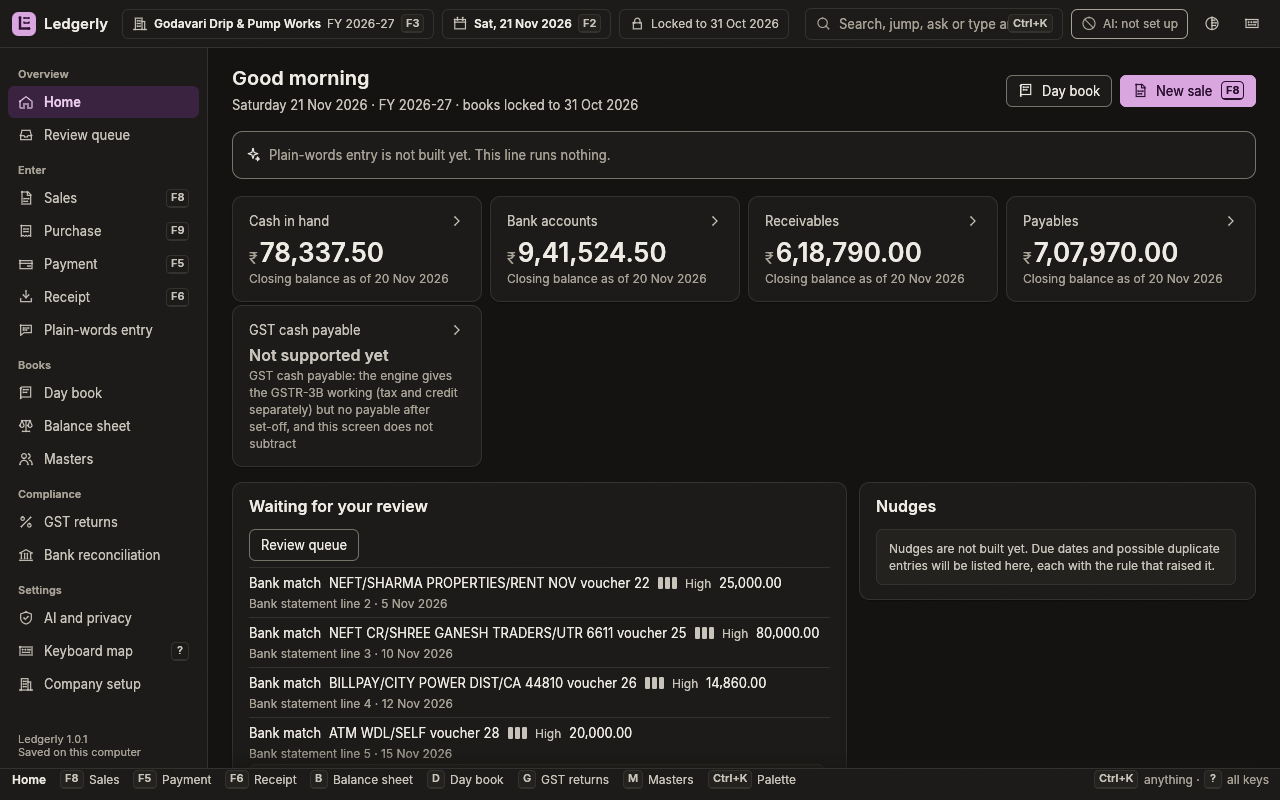 Ledgerly
Godavari Drip & Pump Works FY 2026-27 F3
Sat, 21 Nov 2026 F2
Locked to 31 Oct 2026
Search, jump, ask or type a Ctrl+K
AI: not set up
Overview
Home
Review queue
Enter
Sales F8
Purchase F9
Payment F5
Receipt F6
Plain-words entry
Books
Day book
Balance sheet
Masters
Compliance
GST returns
Bank reconciliation
Settings
AI and privacy
Keyboard map ?
Company setup
Ledgerly 1.0.1
Saved on this computer
Good morning
Saturday 21 Nov 2026 · FY 2026-27 · books locked to 31 Oct 2026
Day book
New sale F8
Plain-words entry is not built yet. This line runs nothing.
Cash in hand
₹78,337.50
Closing balance as of 20 Nov 2026
Bank accounts
₹9,41,524.50
Closing balance as of 20 Nov 2026
Receivables
₹6,18,790.00
Closing balance as of 20 Nov 2026
Payables
₹7,07,970.00
Closing balance as of 20 Nov 2026
GST cash payable
Not supported yet
GST cash payable: the engine gives
the GSTR-3B working (tax and credit
separately) but no payable after
set-off, and this screen does not
subtract
Waiting for your review
Review queue
Bank match NEFT/SHARMA PROPERTIES/RENT NOV voucher 22 High 25,000.00
Bank statement line 2 · 5 Nov 2026
Bank match NEFT CR/SHREE GANESH TRADERS/UTR 6611 voucher 25 High 80,000.00
Bank statement line 3 · 10 Nov 2026
Bank match BILLPAY/CITY POWER DIST/CA 44810 voucher 26 High 14,860.00
Bank statement line 4 · 12 Nov 2026
Bank match ATM WDL/SELF voucher 28 High 20,000.00
Bank statement line 5 · 15 Nov 2026
Nudges
Nudges are not built yet. Due dates and possible duplicate
entries will be listed here, each with the rule that raised it.
Home F8 Sales F5 Payment F6 Receipt B Balance sheet D Day book G GST returns M Masters Ctrl+K Palette
Ctrl+K anything · ? all keys